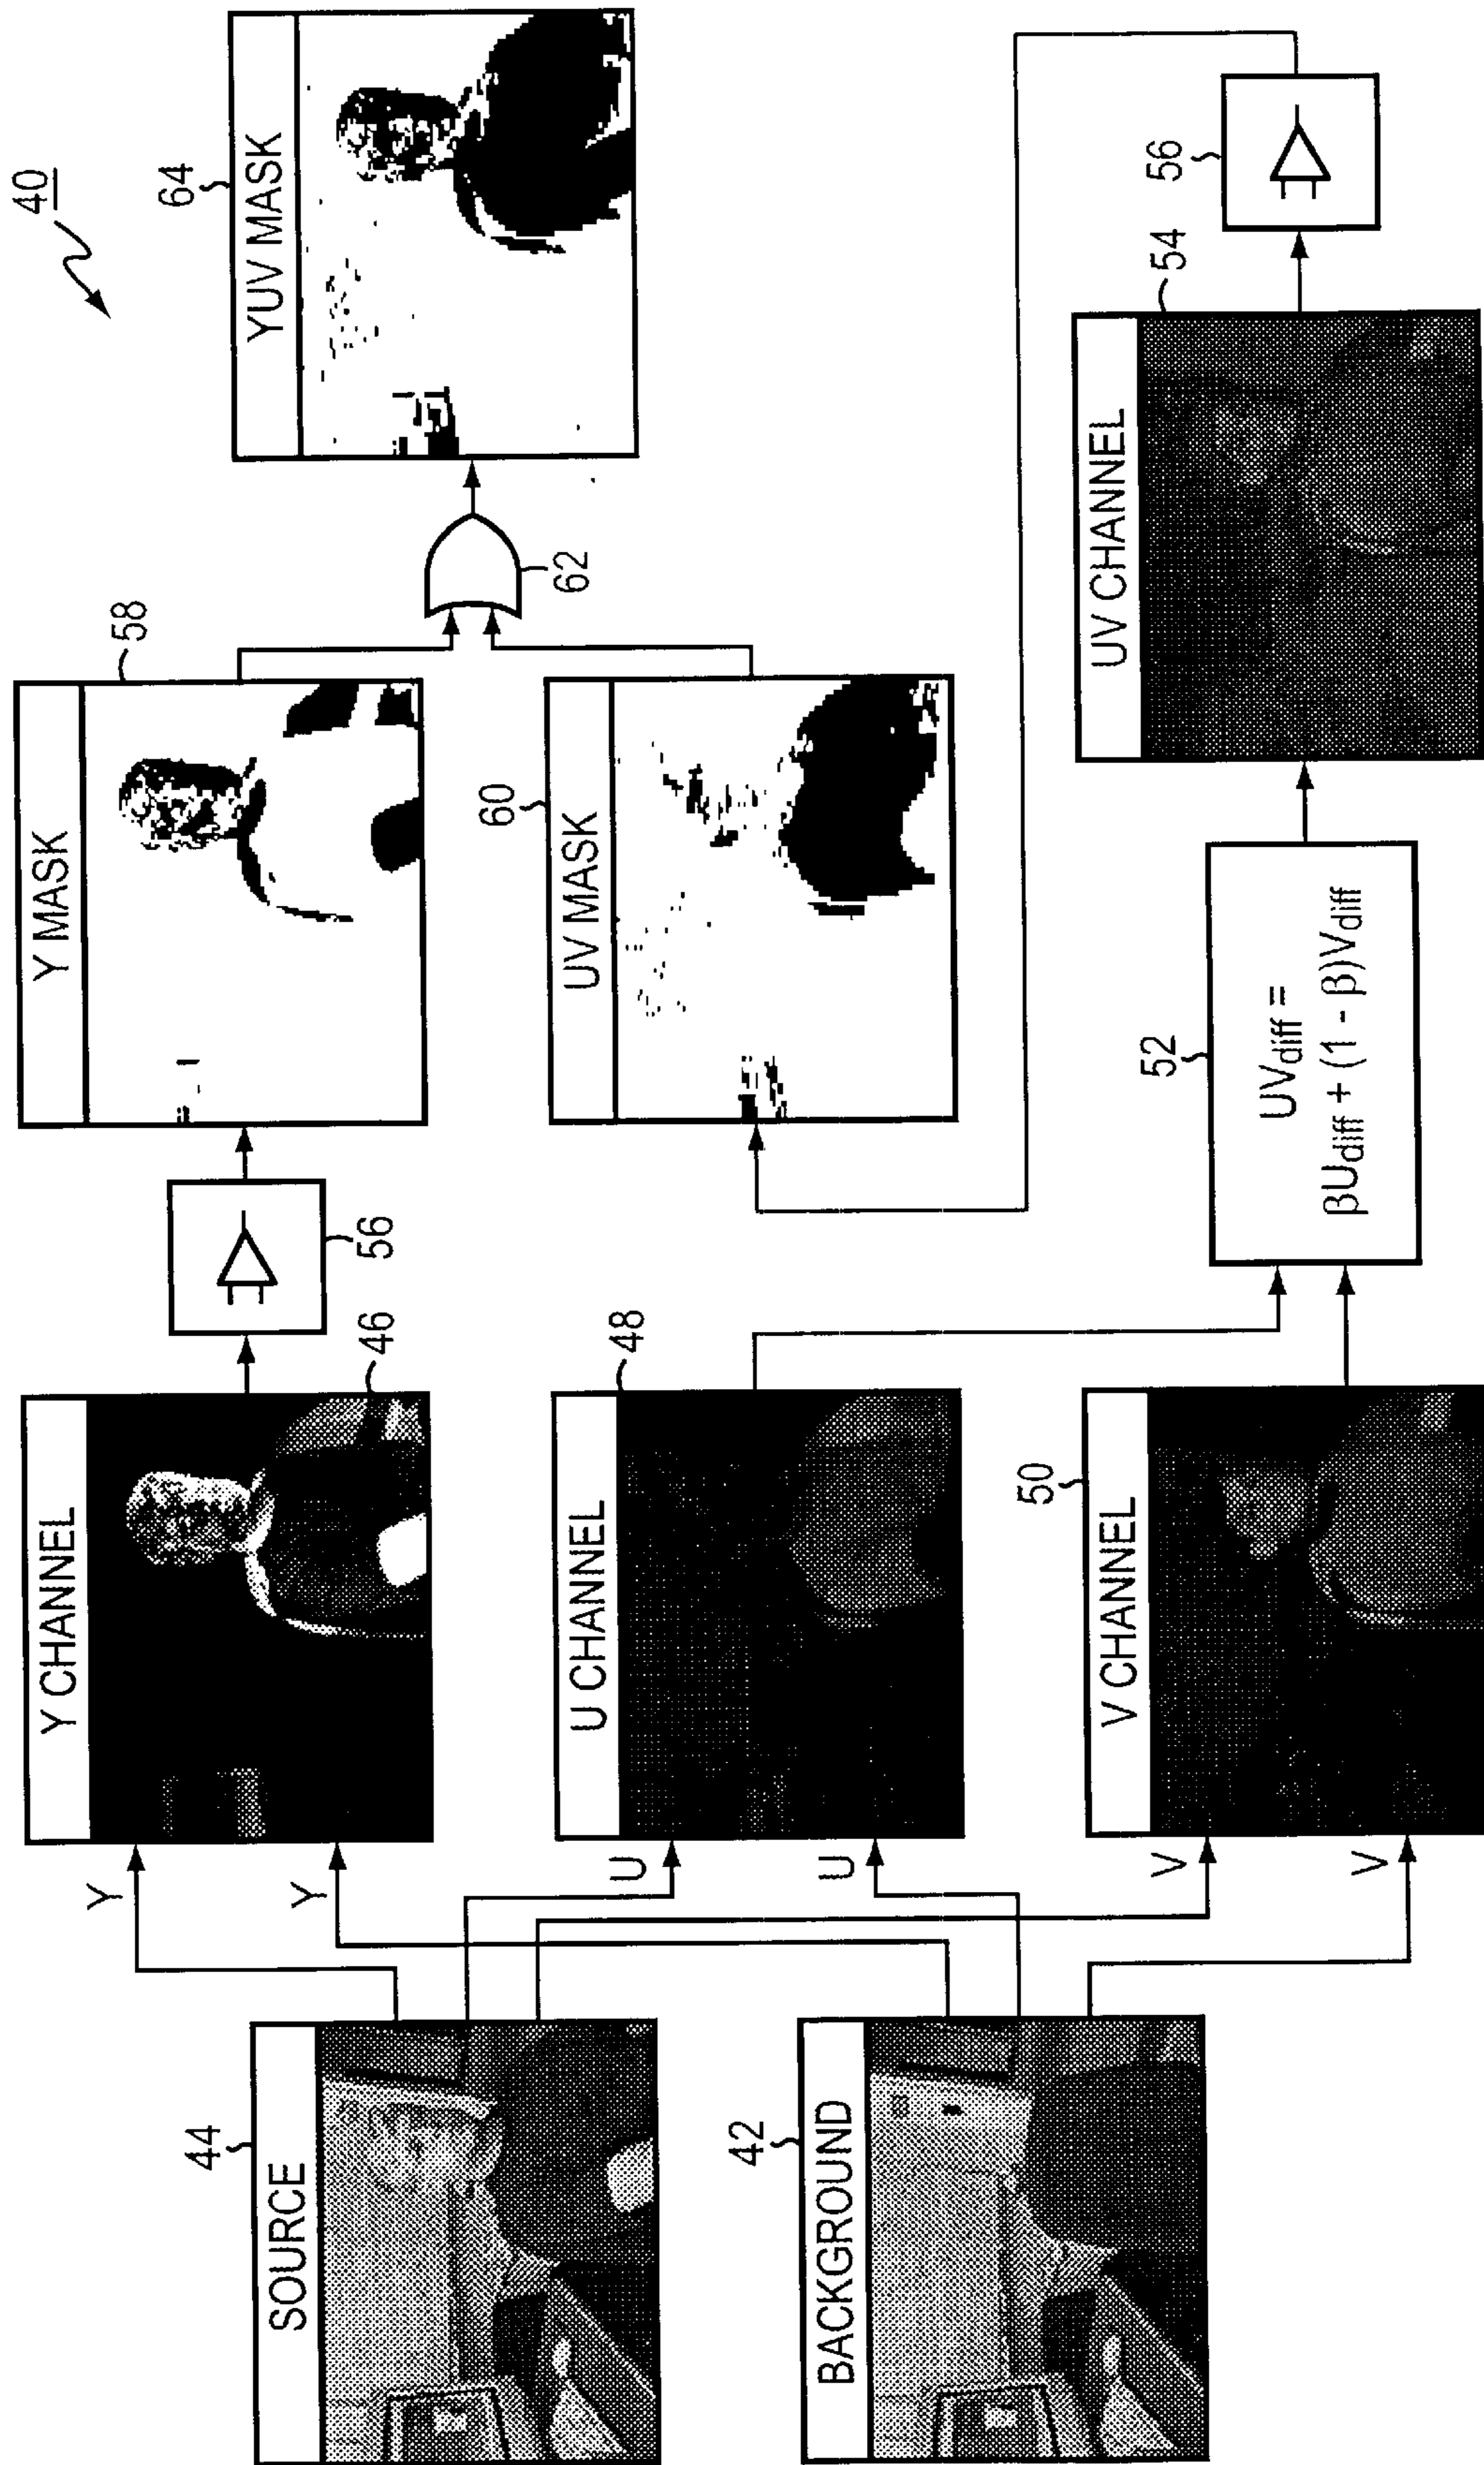 40
44
SOURCE
42
BACKGROUND
Y
Y
U
U
V
V
Y CHANNEL
46
U CHANNEL
48
50
V CHANNEL
56
Y MASK
58
60
UV MASK
52
UVdiff =
βUdiff + (1 - β)Vdiff
62
64
YUV MASK
UV CHANNEL
54
56